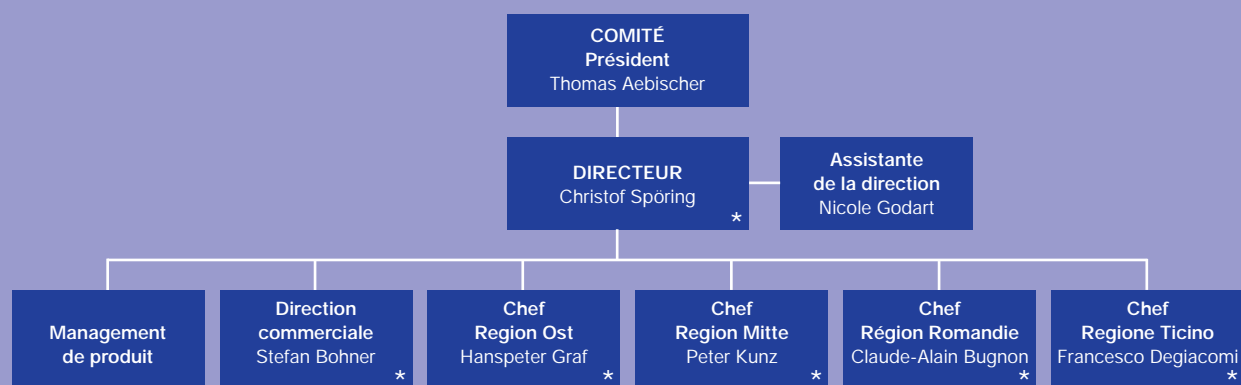 COMITÉ
Président
Thomas Aebischer
DIRECTEUR
Christof Spöring
*
Assistante
de la direction
Nicole Godart
Management
de produit
Direction
commerciale
Stefan Bohner
*
Chef
Region Ost
Hanspeter Graf
*
Chef
Region Mitte
Peter Kunz
*
Chef
Région Romandie
Claude-Alain Bugnon
*
Chef
Regione Ticino
Francesco Degiacomi
*